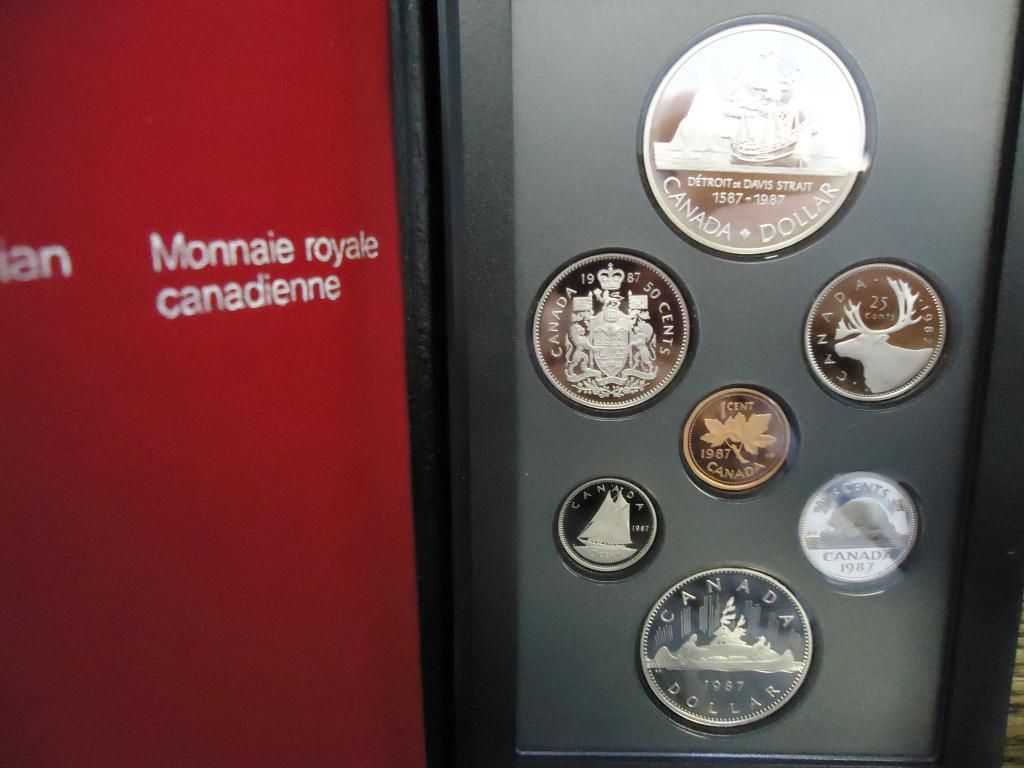 ian
Monnaie royale
canadienne
DÉTROIT de DAVIS STRAIT
1587-1987
CANADA DOLLAR
CANADA 1987 50 CENTS
CANADA 25 cents 1987
1 CENT
1987
CANADA
CANADA
1987
5 CENTS
CANADA
1987
CANADA
1987
DOLLAR